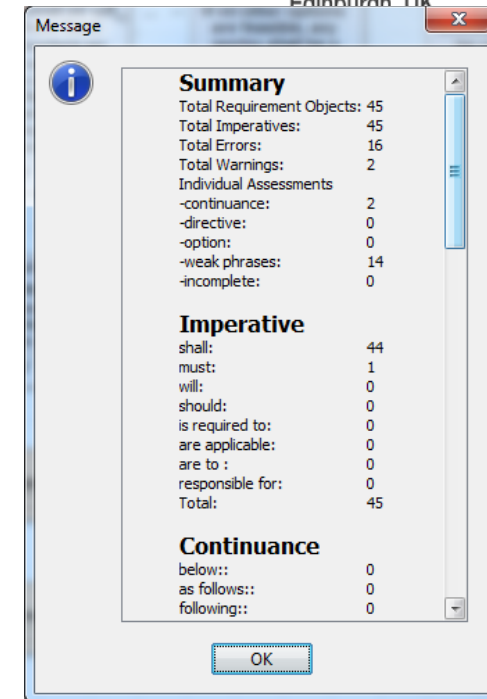 Edinburgh, UK
Message
Summary
Total Requirement Objects: 45
Total Imperatives: 45
Total Errors: 16
Total Warnings: 2
Individual Assessments
-continuance: 2
-directive: 0
-option: 0
-weak phrases: 14
-incomplete: 0
Imperative
shall: 44
must: 1
will: 0
should: 0
is required to: 0
are applicable: 0
are to : 0
responsible for: 0
Total: 45
Continuance
below:: 0
as follows:: 0
following:: 0
OK